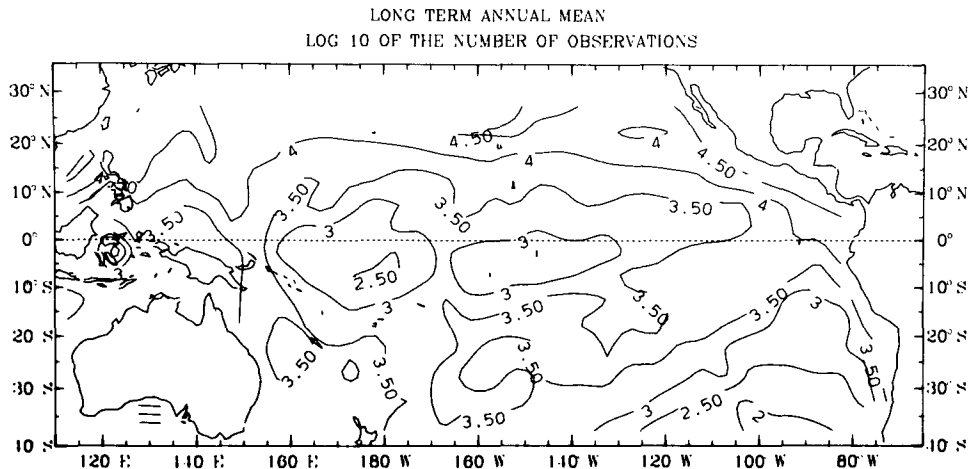 LONG TERM ANNUAL MEAN
LOG 10 OF THE NUMBER OF OBSERVATIONS
30° N 30° N
20° N 4.50 4 20° N
4 4 4.50
10° N 3.50 3.50 3.50 4 10° N
3.50 3 3
0° 0°
3 2.50
10° S 3 3.50 3.50 3.50 3 10° S
20 S 20° S
3.50 3.50 3.50 3.50
30 S 30° S
3.50 3 2.50 2
10 S 40° S
120 E 140 E 160 E 180 W 160 W 140 W 120 W 100 W 80° W